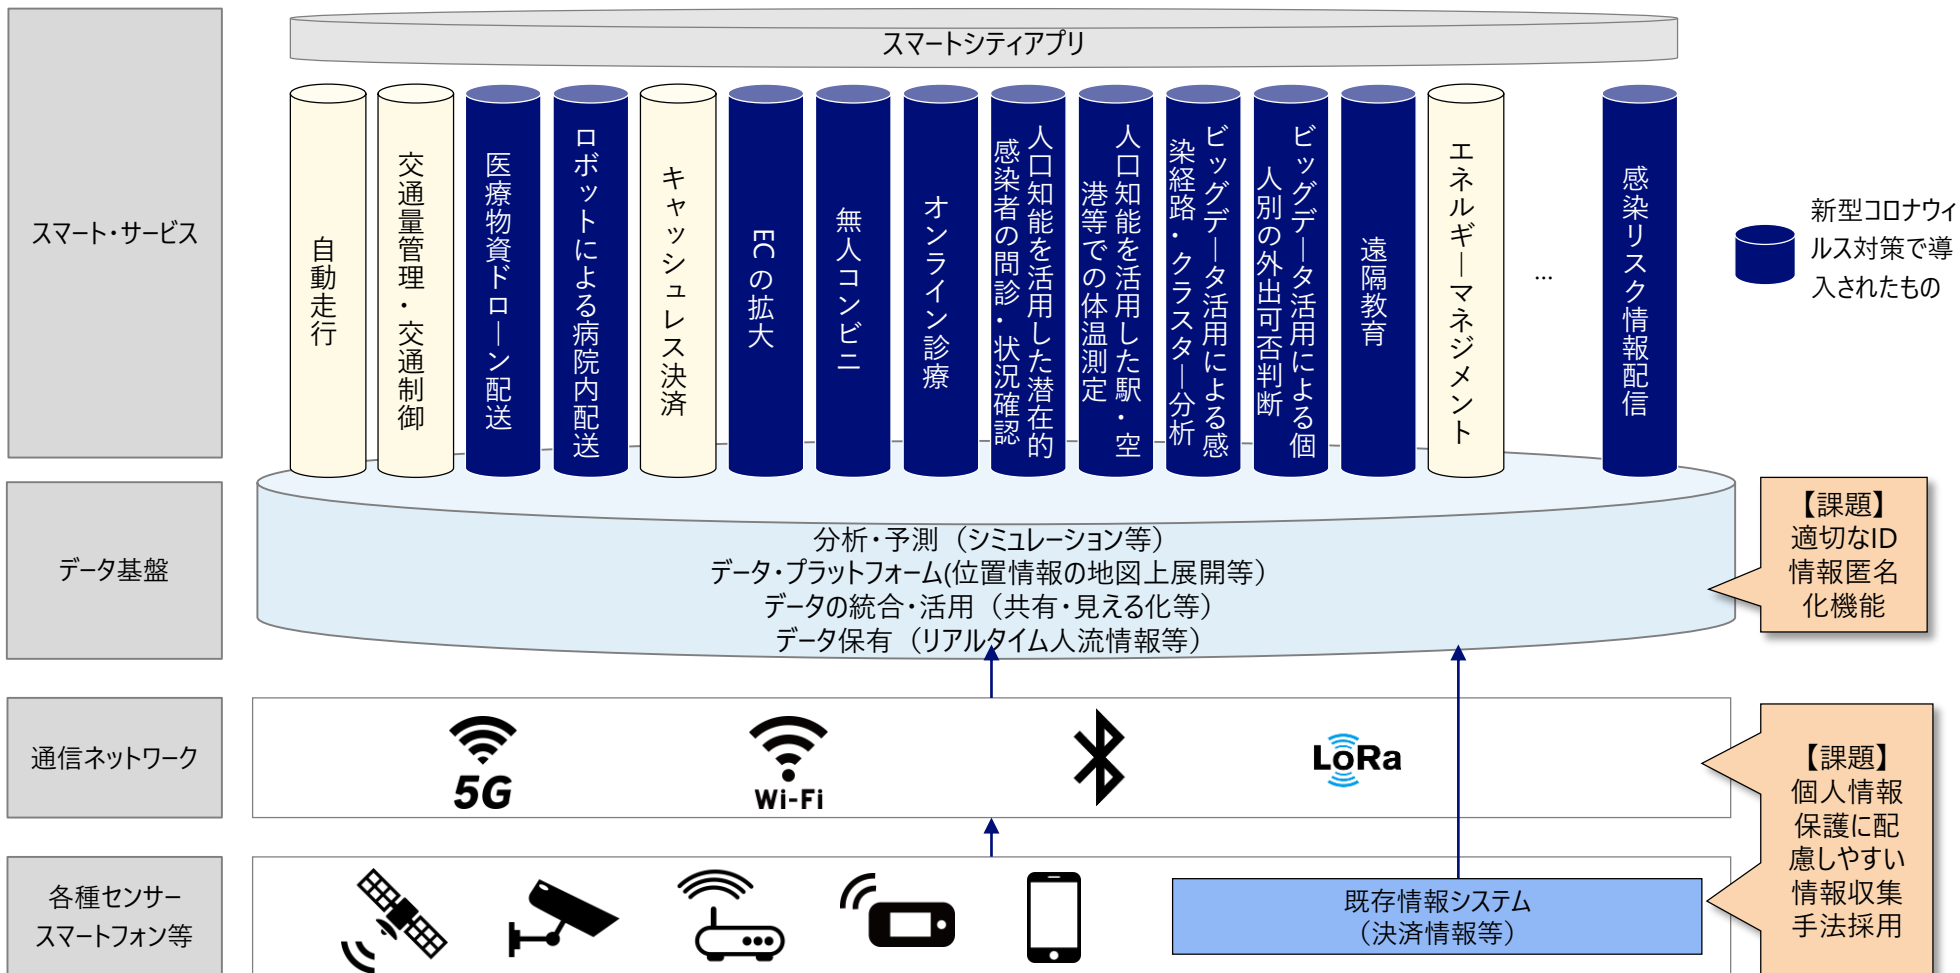 スマートシティアプリ
スマート・サービス
自動走行
交通量管理・交通制御
医療物資ドローン配送
ロボットによる病院内配送
キャッシュレス決済
ECの拡大
無人コンビニ
オンライン診療
人口知能を活用した潜在的
感染者の問診・状況確認
人口知能を活用した駅・空
港等での体温測定
ビッグデータ活用による感
染経路・クラスター分析
ビッグデータ活用による個
人別の外出可否判断
遠隔教育
エネルギーマネジメント
…
感染リスク情報配信
新型コロナウィ
ルス対策で導
入されたもの
データ基盤
分析・予測（シミュレーション等）
データ・プラットフォーム(位置情報の地図上展開等）
データの統合・活用（共有・見える化等）
データ保有（リアルタイム人流情報等）
【課題】
適切なID
情報匿名
化機能
通信ネットワーク
5G
Wi-Fi
LoRa
【課題】
個人情報
保護に配
慮しやすい
情報収集
手法採用
各種センサー
スマートフォン等
既存情報システム
（決済情報等）